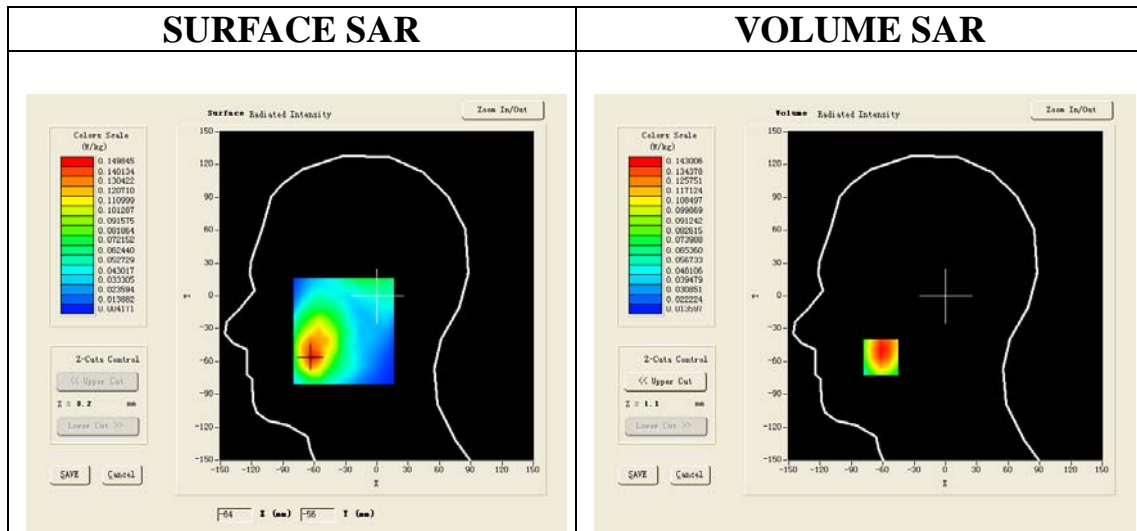 SURFACE SAR
VOLUME SAR
Surface Radiated Intensity
Zoom In/Out
Colors Scale
(W/kg)
0.149845
0.140134
0.130422
0.120710
0.110999
0.101287
0.091575
0.081864
0.072152
0.062440
0.052729
0.043017
0.033305
0.023594
0.013882
0.004171
150
120
90
60
30
0
-30
-60
-90
-120
-150
Y
-150 -120 -90 -60 -30 0 30 60 90 120 150
X
Z-Cuts Control
<< Upper Cut
mm
Lower Cut >>
SAVE Cancel
-64 X (mm) -56 Y (mm)
Volume Radiated Intensity
Zoom In/Out
Colors Scale
(W/kg)
0.143006
0.134378
0.125751
0.117124
0.108497
0.099869
0.091242
0.082615
0.073988
0.065360
0.056733
0.048106
0.039479
0.030851
0.022224
0.013597
150
120
90
60
30
0
-30
-60
-90
-120
-150
Y
-150 -120 -90 -60 -30 0 30 60 90 120 150
X
Z-Cuts Control
<< Upper Cut
1.1 mm
Lower Cut >>
SAVE Cancel